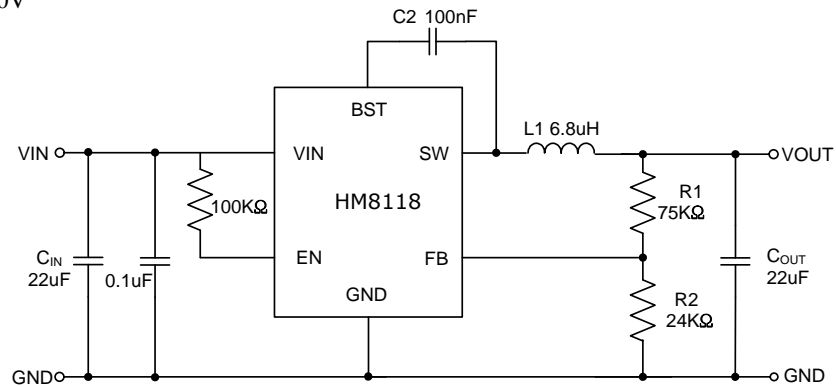 0V
C2 100nF
BST
L1 6.8uH
VIN
VIN
SW
VOUT
R1
75KΩ
100KΩ
HM8118
CIN
22uF
0.1uF
EN
FB
COUT
22uF
GND
R2
24KΩ
GND
GND